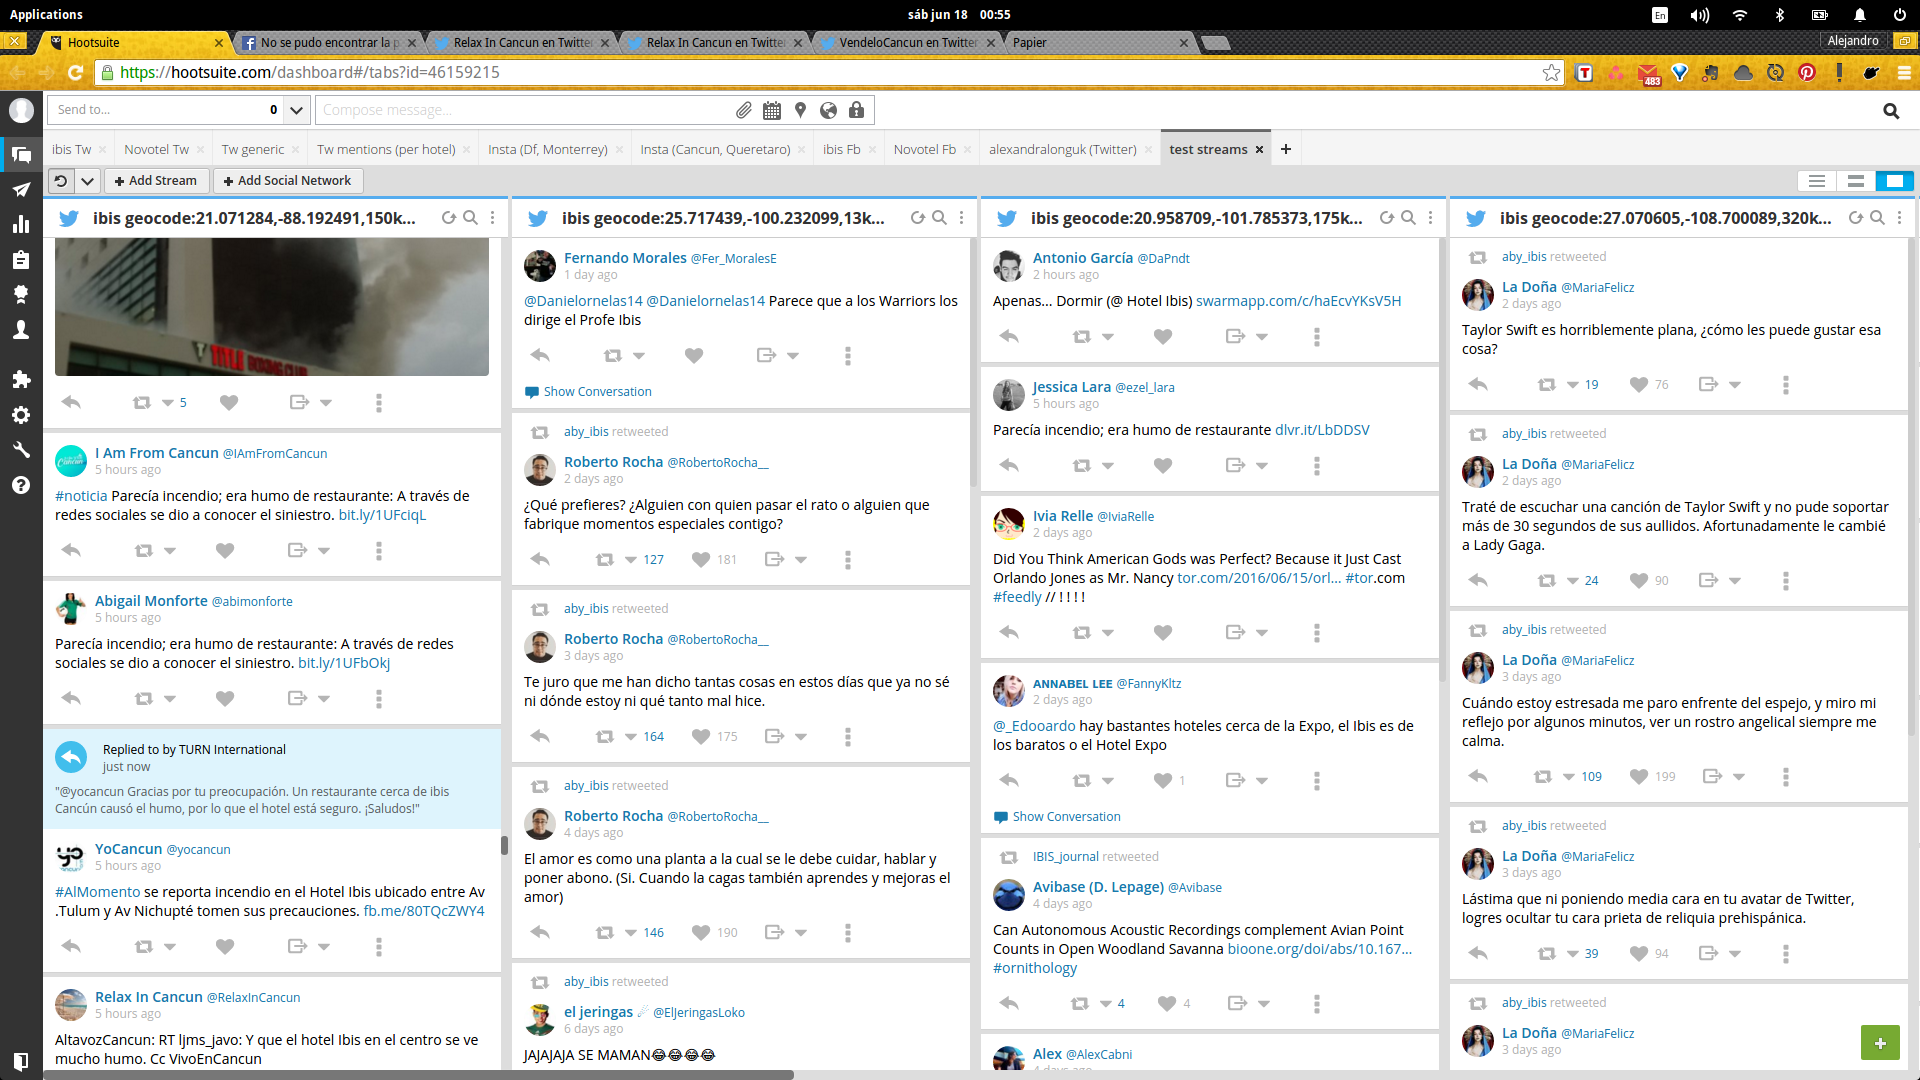 Applications
sáb jun 18 00:55
En
Hootsuite
No se pudo encontrar la p
Relax In Cancun en Twitte
Relax In Cancun en Twitte
VendeloCancun en Twitter
Papier
Alejandro
https://hootsuite.com/dashboard#/tabs?id=46159215
483
Send to...
0
Compose message...
ibis Tw
Novotel Tw
Tw generic
Tw mentions (per hotel)
Insta (Df, Monterrey)
Insta (Cancun, Queretaro)
ibis Fb
Novotel Fb
alexandralonguk (Twitter)
test streams
Add Stream
Add Social Network
ibis geocode:21.071284,-88.192491,150k...
TITLE BOXING CLUB
5
I Am From Cancun @IAmFromCancun
5 hours ago
#noticia Parecía incendio; era humo de restaurante: A través de
redes sociales se dio a conocer el siniestro. bit.ly/1UFciqL
Abigail Monforte @abimonforte
5 hours ago
Parecía incendio; era humo de restaurante: A través de redes
sociales se dio a conocer el siniestro. bit.ly/1UFbOkj
Replied to by TURN International
just now
"@yocancun Gracias por tu preocupación. Un restaurante cerca de ibis
Cancún causó el humo, por lo que el hotel está seguro. ¡Saludos!"
YoCancun @yocancun
5 hours ago
#AlMomento se reporta incendio en el Hotel Ibis ubicado entre Av
.Tulum y Av Nichupté tomen sus precauciones. fb.me/80TQcZWY4
Relax In Cancun @RelaxInCancun
5 hours ago
AltavozCancun: RT ljms_javo: Y que el hotel Ibis en el centro se ve
mucho humo. Cc VivoEnCancun
ibis geocode:25.717439,-100.232099,13k...
Fernando Morales @Fer_MoralesE
1 day ago
@Danielornelas14 @Danielornelas14 Parece que a los Warriors los
dirige el Profe Ibis
Show Conversation
aby_ibis retweeted
Roberto Rocha @RobertoRocha__
2 days ago
¿Qué prefieres? ¿Alguien con quien pasar el rato o alguien que
fabrique momentos especiales contigo?
127 181
aby_ibis retweeted
Roberto Rocha @RobertoRocha__
3 days ago
Te juro que me han dicho tantas cosas en estos días que ya no sé
ni dónde estoy ni qué tanto mal hice.
164 175
aby_ibis retweeted
Roberto Rocha @RobertoRocha__
4 days ago
El amor es como una planta a la cual se le debe cuidar, hablar y
poner abono. (Si. Cuando la cagas también aprendes y mejoras el
amor)
146 190
aby_ibis retweeted
el jeringas ☄ @ElJeringasLoko
6 days ago
JAJAJAJA SE MAMAN😂😂😂😂
ibis geocode:20.958709,-101.785373,175k...
Antonio García @DaPndt
2 hours ago
Apenas... Dormir (@ Hotel Ibis) swarmapp.com/c/haEcvYKsV5H
Jessica Lara @ezel_lara
5 hours ago
Parecía incendio; era humo de restaurante dlvr.it/LbDDSV
Ivia Relle @IviaRelle
2 days ago
Did You Think American Gods was Perfect? Because it Just Cast
Orlando Jones as Mr. Nancy tor.com/2016/06/15/orl... #tor.com
#feedly // ! ! ! !
ANNABEL LEE @FannyKltz
2 days ago
@_Edooardo hay bastantes hoteles cerca de la Expo, el Ibis es de
los baratos o el Hotel Expo
1
Show Conversation
IBIS_journal retweeted
Avibase (D. Lepage) @Avibase
4 days ago
Can Autonomous Acoustic Recordings complement Avian Point
Counts in Open Woodland Savanna bioone.org/doi/abs/10.167...
#ornithology
4 4
Alex @AlexCabni
4 days ago
ibis geocode:27.070605,-108.700089,320k...
aby_ibis retweeted
La Doña @MariaFelicz
2 days ago
Taylor Swift es horriblemente plana, ¿cómo les puede gustar esa
cosa?
19 76
aby_ibis retweeted
La Doña @MariaFelicz
2 days ago
Traté de escuchar una canción de Taylor Swift y no pude soportar
más de 30 segundos de sus aullidos. Afortunadamente le cambié
a Lady Gaga.
24 90
aby_ibis retweeted
La Doña @MariaFelicz
3 days ago
Cuándo estoy estresada me paro enfrente del espejo, y miro mi
reflejo por algunos minutos, ver un rostro angelical siempre me
calma.
109 199
aby_ibis retweeted
La Doña @MariaFelicz
3 days ago
Lástima que ni poniendo media cara en tu avatar de Twitter,
logres ocultar tu cara prieta de reliquia prehispánica.
39 94
aby_ibis retweeted
La Doña @MariaFelicz
3 days ago